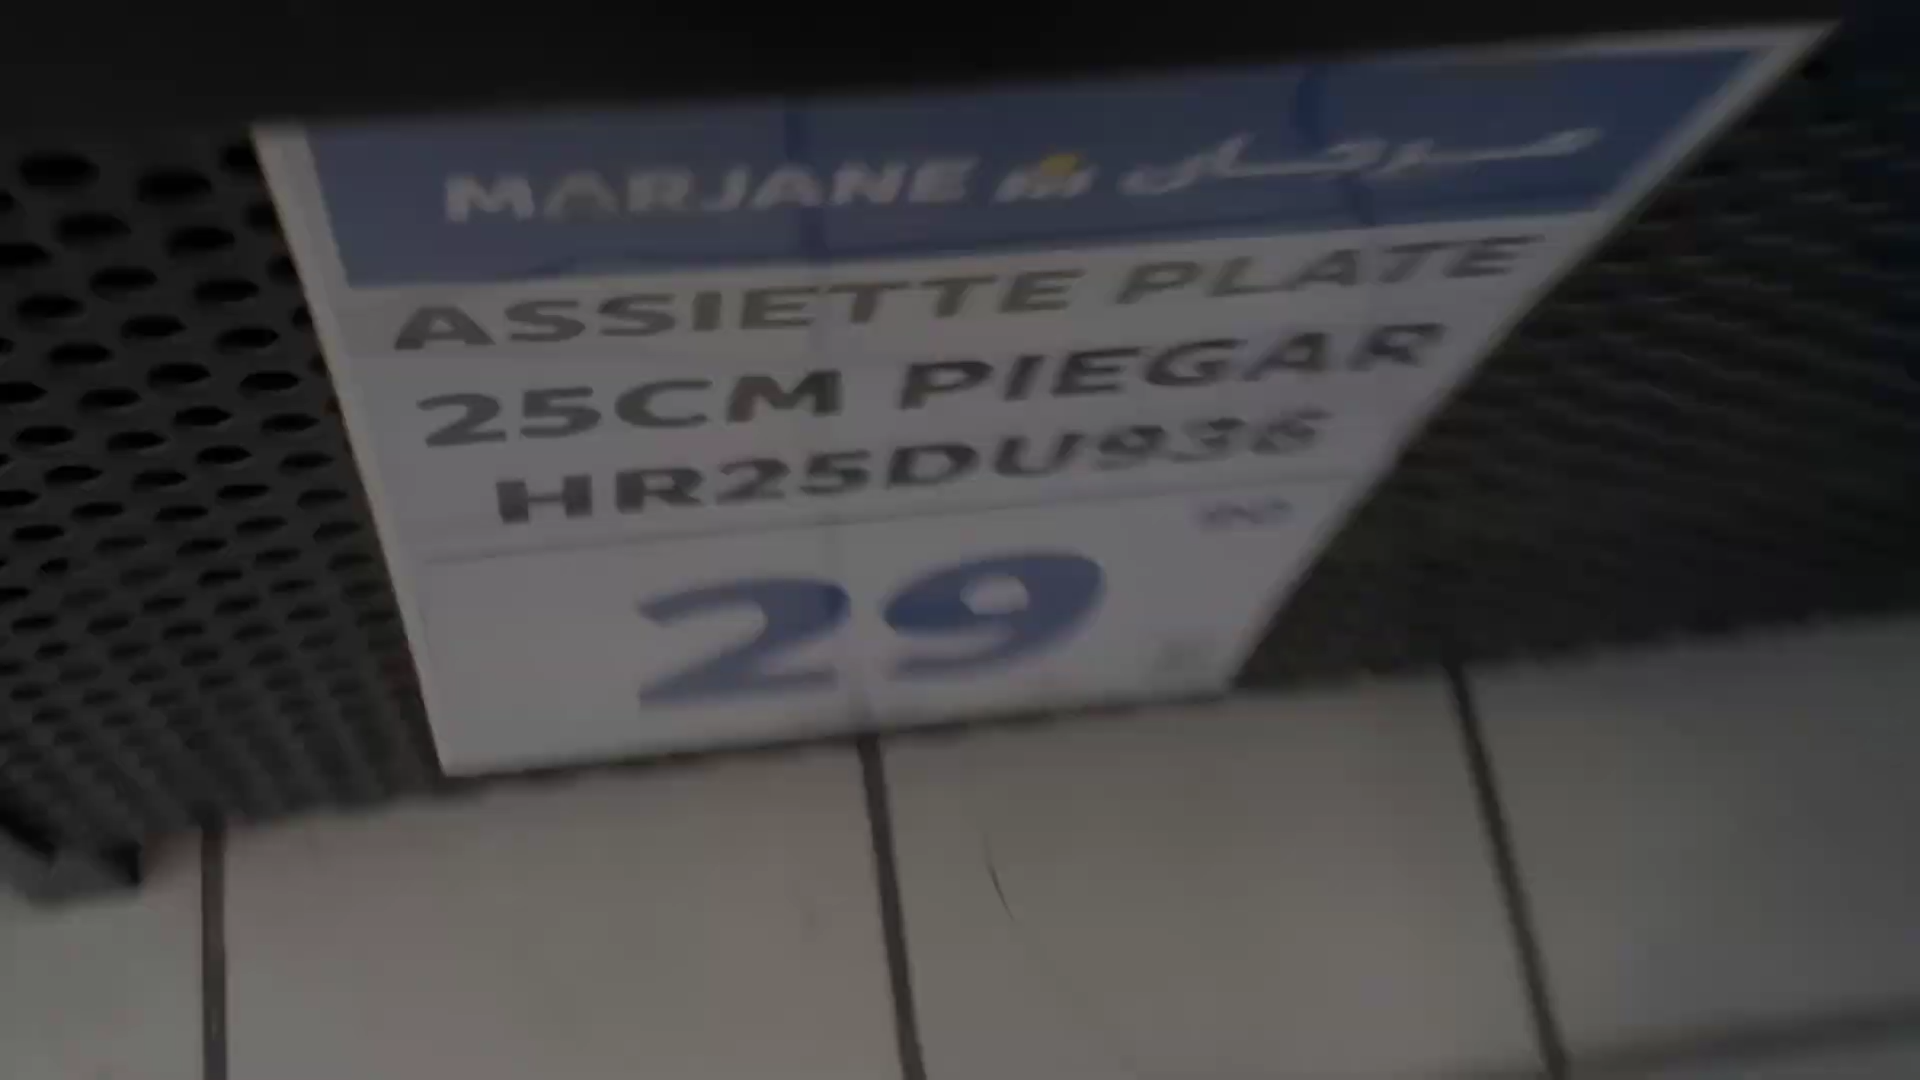 MARJANE مرجان
ASSIETTE PLATE
25CM PIEGAR
HR25DU936
29